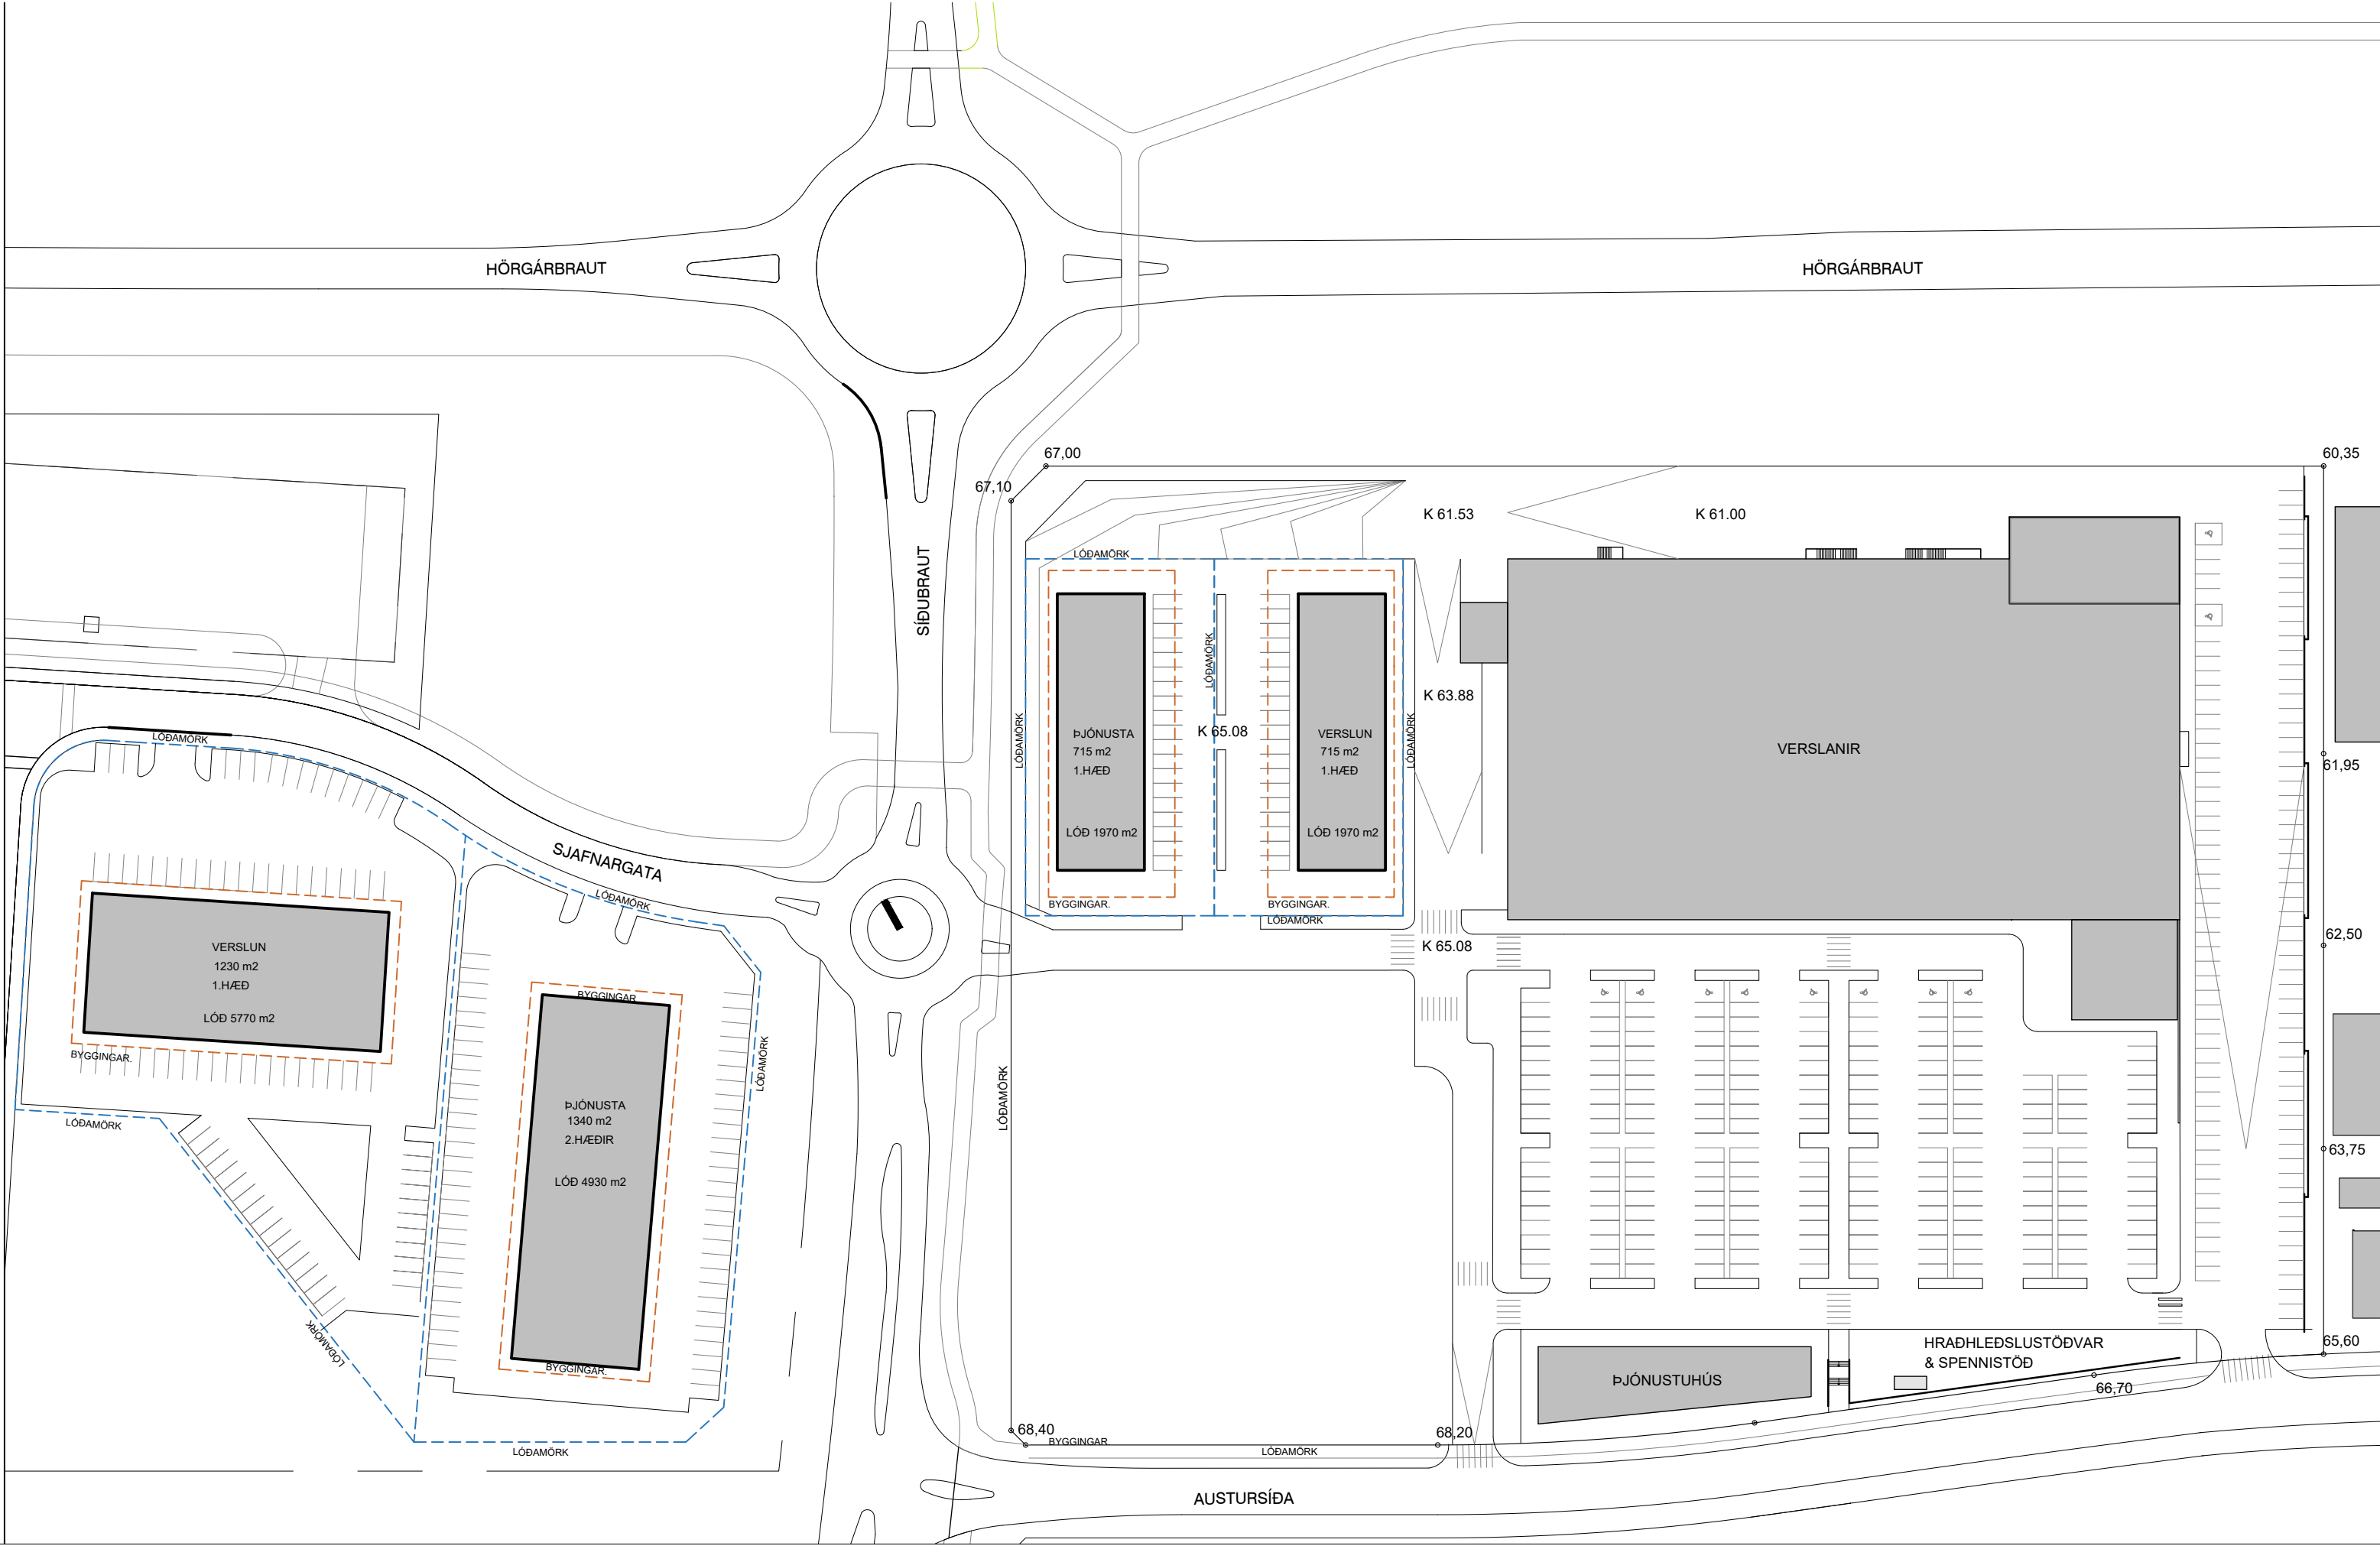 HÖRGÁRBRAUT
HÖRGÁRBRAUT
67,00
60,35
67,10
K 61.53
K 61.00
SÍÐUBRAUT
LÓÐAMÖRK
LÓÐAMÖRK
LÓÐAMÖRK
LÓÐAMÖRK
K 63.88
ÞJÓNUSTA
715 m2
1.HÆÐ
LÓÐ 1970 m2
K 65.08
VERSLUN
715 m2
1.HÆÐ
LÓÐ 1970 m2
VERSLANIR
61,95
BYGGINGAR.
BYGGINGAR.
LÓÐAMÖRK
K 65.08
62,50
LÓÐAMÖRK
SJAFNARGATA
LÓÐAMÖRK
VERSLUN
1230 m2
1.HÆÐ
LÓÐ 5770 m2
BYGGINGAR.
LÓÐAMÖRK
BYGGINGAR.
ÞJÓNUSTA
1340 m2
2.HÆÐIR
LÓÐ 4930 m2
BYGGINGAR.
LÓÐAMÖRK
LÓÐAMÖRK
LÓÐAMÖRK
LÓÐAMÖRK
63,75
HRAÐHLEÐSLUSTÖÐVAR
& SPENNISTÖÐ
65,60
ÞJÓNUSTUHÚS
66,70
68,40
BYGGINGAR.
LÓÐAMÖRK
68,20
AUSTURSÍÐA